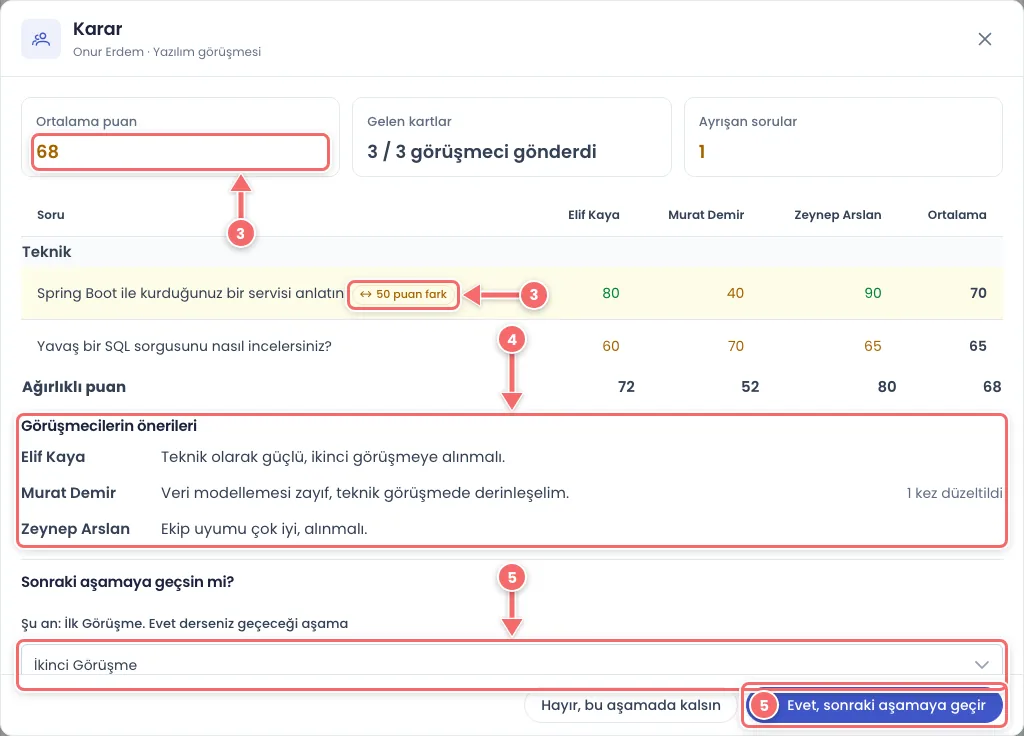 Karar
Onur Erdem · Yazılım görüşmesi
Ortalama puan
68
Gelen kartlar
3 / 3 görüşmeci gönderdi
Ayrışan sorular
1
3
Soru Elif Kaya Murat Demir Zeynep Arslan Ortalama
Teknik
Spring Boot ile kurduğunuz bir servisi anlatın ↔ 50 puan fark 3 80 40 90 70
4
Yavaş bir SQL sorgusunu nasıl incelersiniz? 60 70 65 65
Ağırlıklı puan 72 52 80 68
Görüşmecilerin önerileri
Elif Kaya Teknik olarak güçlü, ikinci görüşmeye alınmalı.
Murat Demir Veri modellemesi zayıf, teknik görüşmede derinleşelim. 1 kez düzeltildi
Zeynep Arslan Ekip uyumu çok iyi, alınmalı.
Sonraki aşamaya geçsin mi?
5
Şu an: İlk Görüşme. Evet derseniz geçeceği aşama
İkinci Görüşme
Hayır, bu aşamada kalsın
5 Evet, sonraki aşamaya geçir